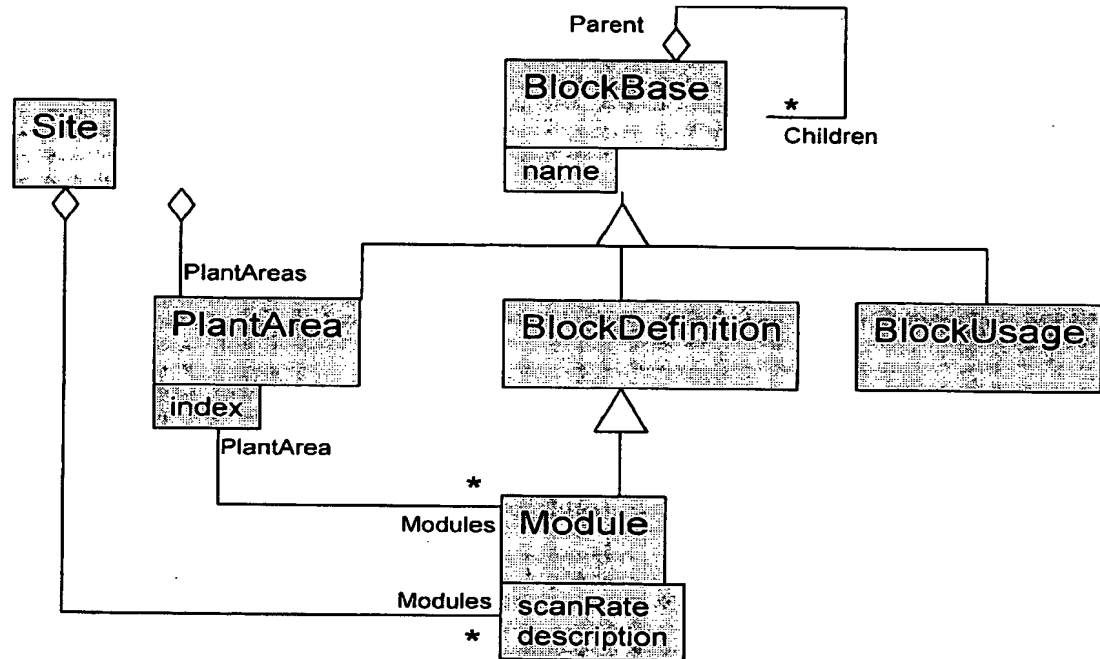 Parent
BlockBase
*
Children
name
Site
PlantAreas
PlantArea
index
PlantArea
BlockDefinition
BlockUsage
*
Modules
Module
Modules
*
scanRate
description